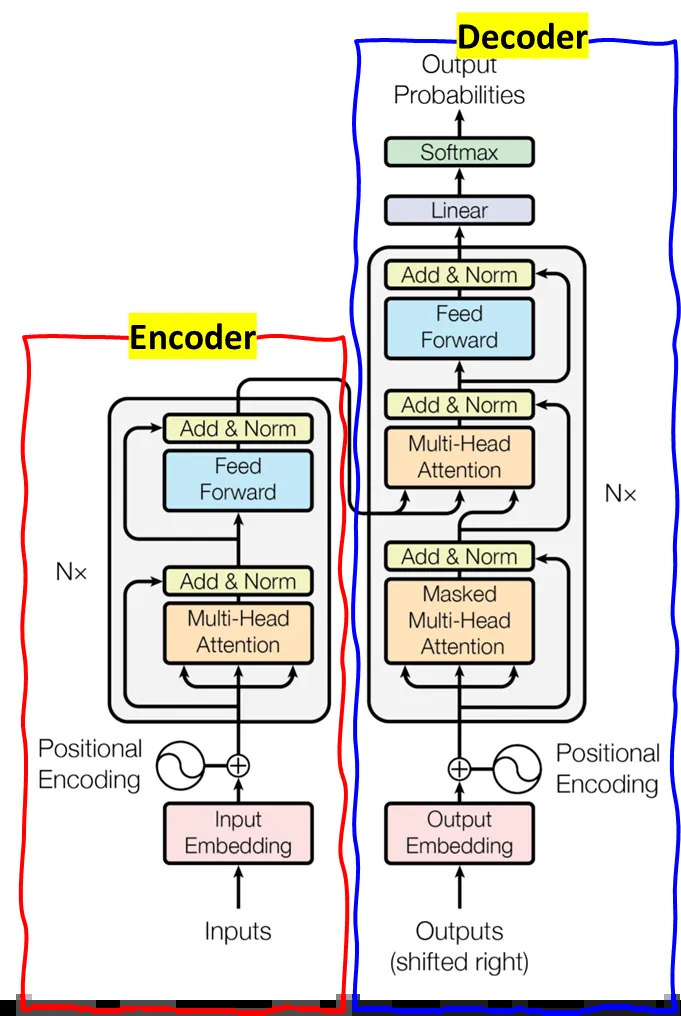 Decoder
Output
Probabilities
Softmax
Linear
Add & Norm
Feed
Forward
Add & Norm
Multi-Head
Attention
Nx
Add & Norm
Masked
Multi-Head
Attention
Positional
Encoding
Output
Embedding
Outputs
(shifted right)
Encoder
Add & Norm
Feed
Forward
Nx
Add & Norm
Multi-Head
Attention
Positional
Encoding
Input
Embedding
Inputs